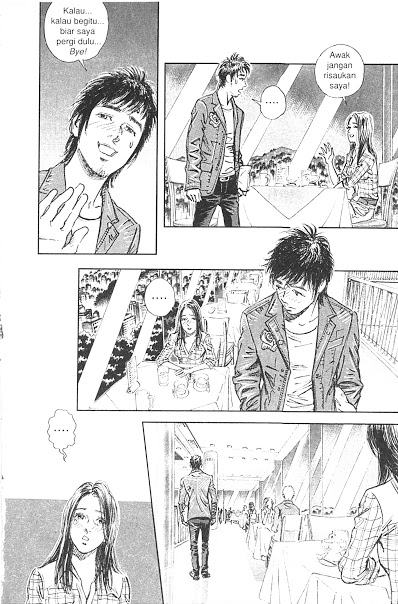 Kalau...
kalau begitu...
biar saya
pergi dulu...
Bye!
....
Awak
jangan
risaukan
saya!
....
....